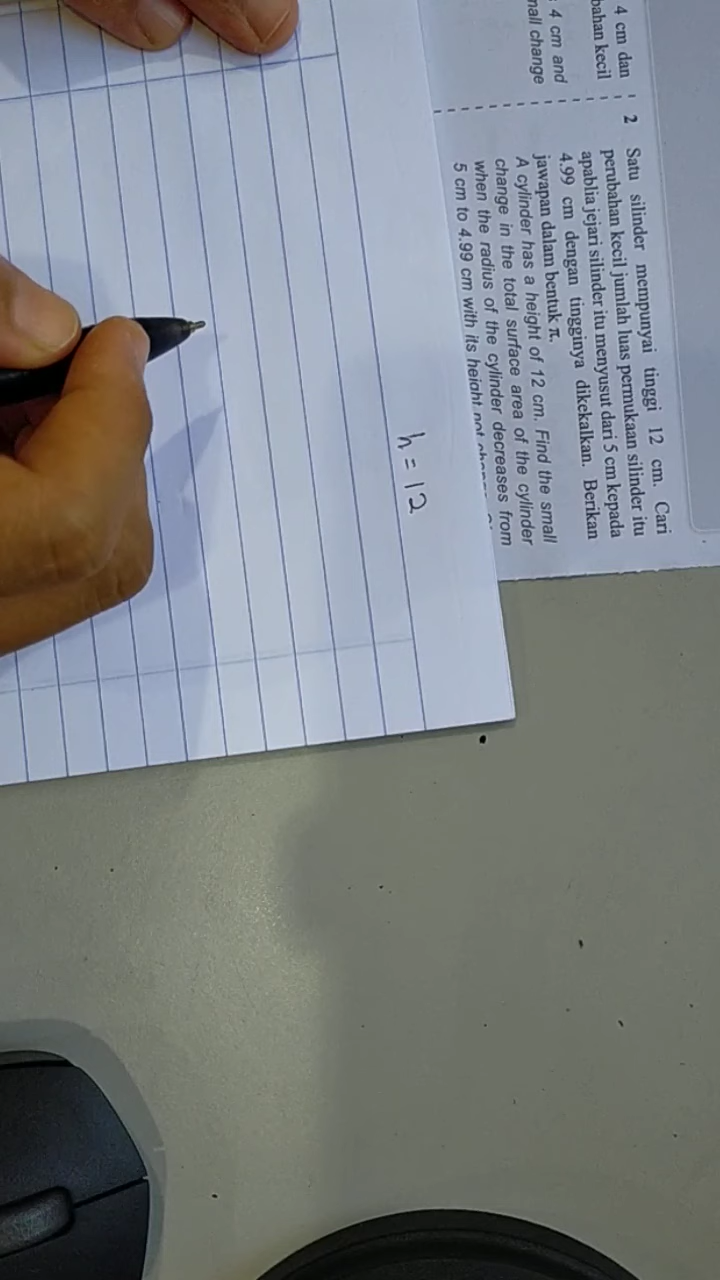 4 cm dan
bahan kecil
4 cm and
nall change
2 Satu silinder mempunyai tinggi 12 cm. Cari
perubahan kecil jumlah luas permukaan silinder itu
apablia jejari silinder itu menyusut dari 5 cm kepada
4.99 cm dengan tingginya dikekalkan. Berikan
jawapan dalam bentuk π.
A cylinder has a height of 12 cm. Find the small
change in the total surface area of the cylinder
when the radius of the cylinder decreases from
5 cm to 4.99 cm with its height not
h = 12